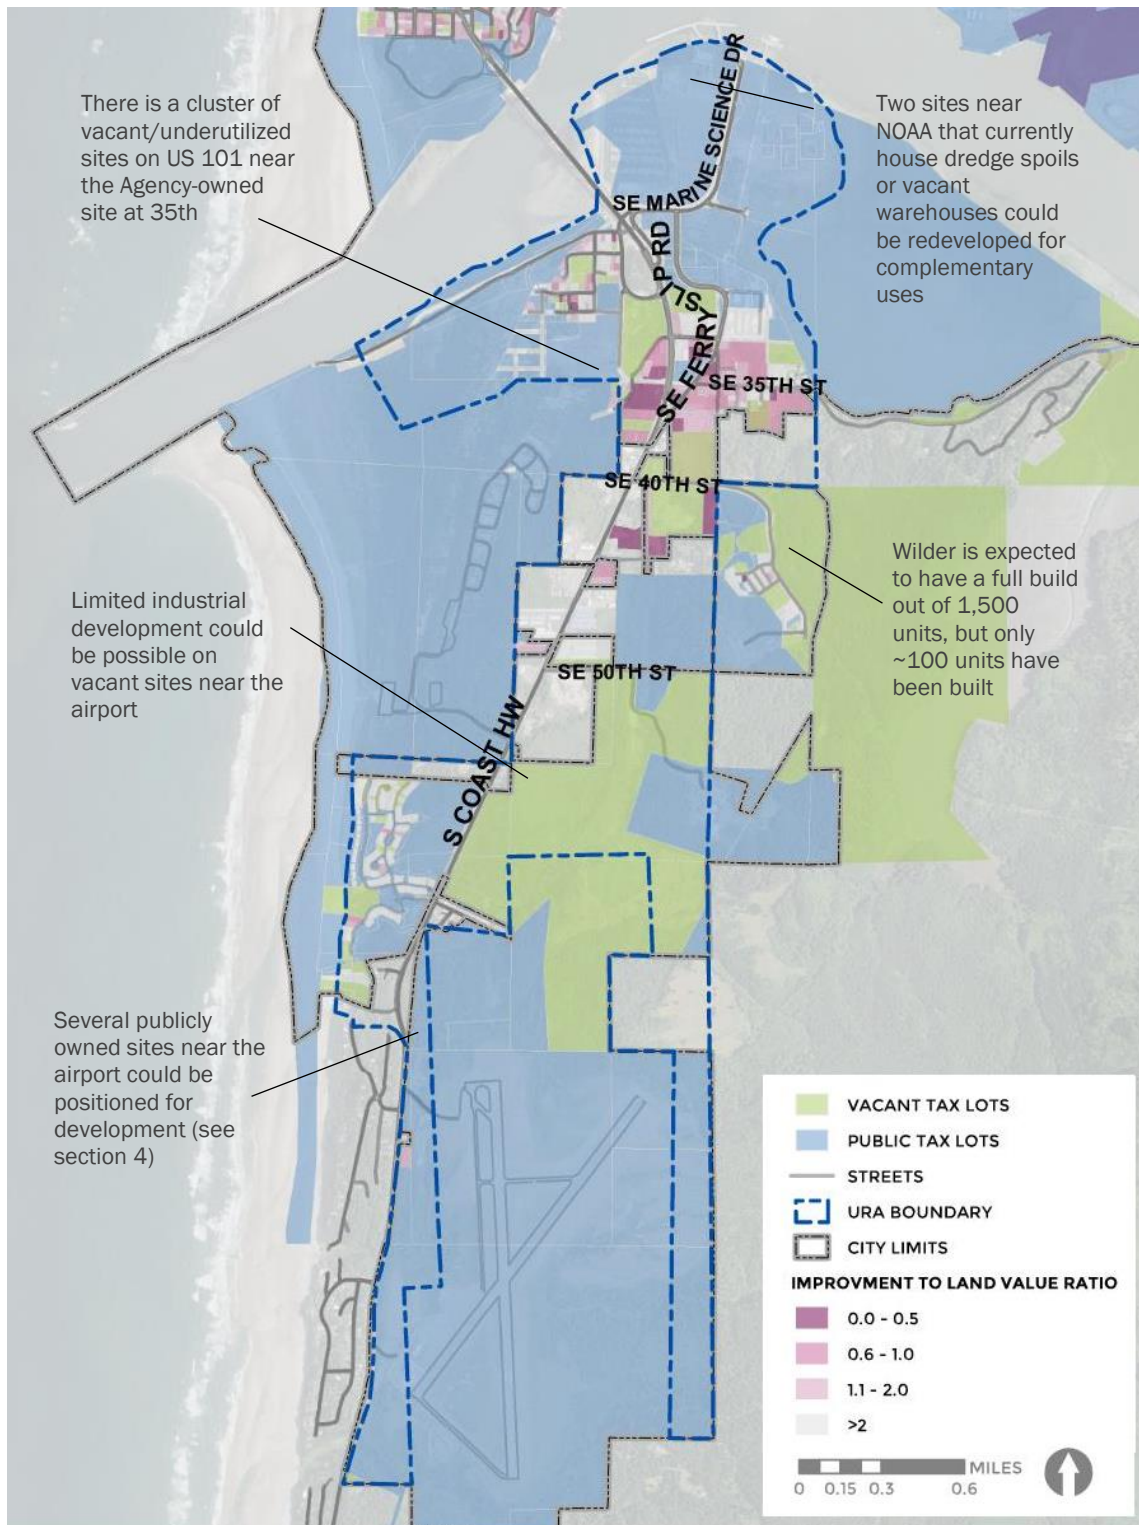 There is a cluster of
vacant/underutilized
sites on US 101 near
the Agency-owned
site at 35th
Two sites near
NOAA that currently
house dredge spoils
or vacant
warehouses could
be redeveloped for
complementary
uses
SE MARINE SCIENCE DR
SLIP RD
SE FERRY
SE 35TH ST
SE 40TH ST
Wilder is expected
to have a full build
out of 1,500
units, but only
~100 units have
been built
Limited industrial
development could
be possible on
vacant sites near the
airport
SE 50TH ST
S COAST HW
Several publicly
owned sites near the
airport could be
positioned for
development (see
section 4)
VACANT TAX LOTS
PUBLIC TAX LOTS
STREETS
URA BOUNDARY
CITY LIMITS
IMPROVMENT TO LAND VALUE RATIO
0.0 - 0.5
0.6 - 1.0
1.1 - 2.0
>2
MILES
0 0.15 0.3 0.6